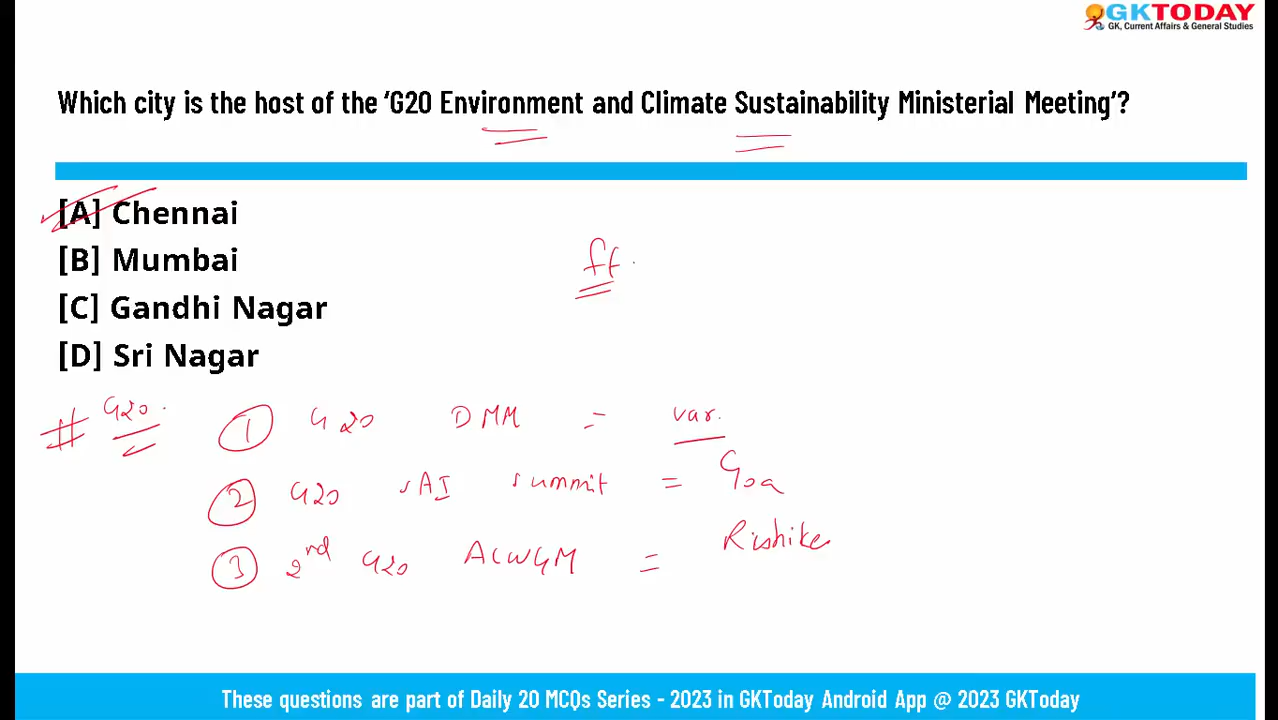 GKTODAY
GK, Current Affairs & General Studies
Which city is the host of the ‘G20 Environment and Climate Sustainability Ministerial Meeting’?
[A] Chennai
[B] Mumbai
[C] Gandhi Nagar
[D] Sri Nagar
# G20.
1 G20 DMM = var.
2 G20 SAI Summit = Goa
3 2nd G20 ACWGM = Rishike
These questions are part of Daily 20 MCQs Series - 2023 in GKToday Android App @ 2023 GKToday